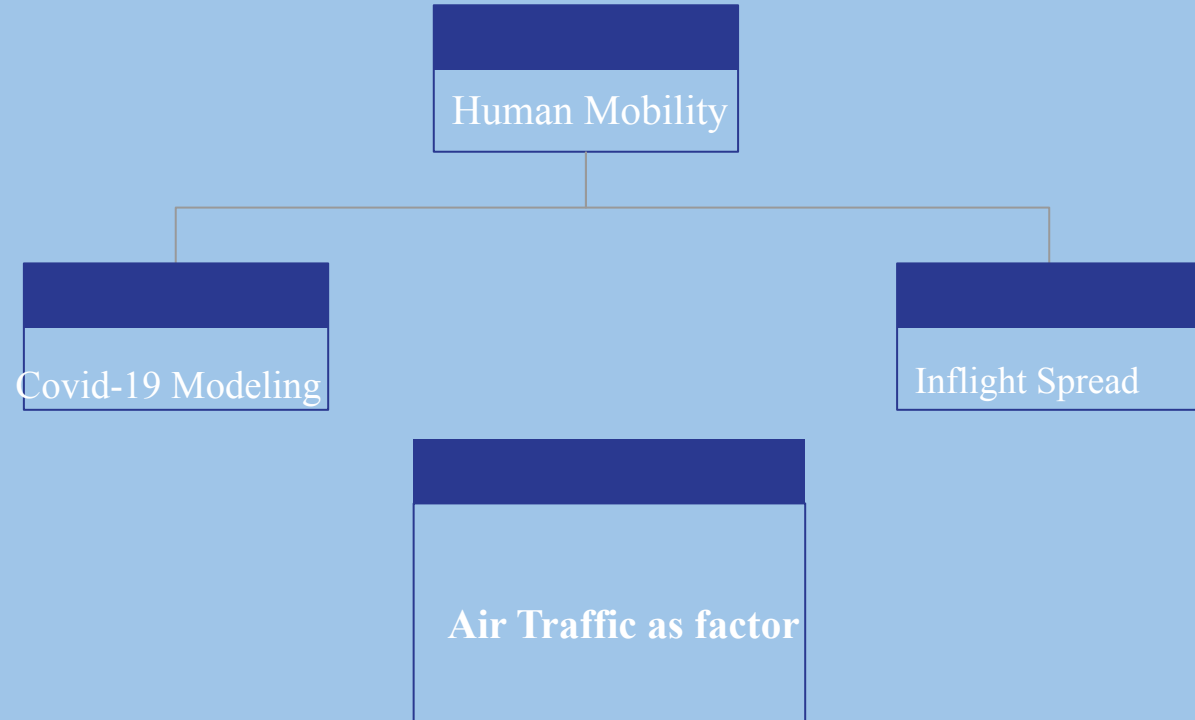 Human Mobility
Covid-19 Modeling
Inflight Spread
Air Traffic as factor